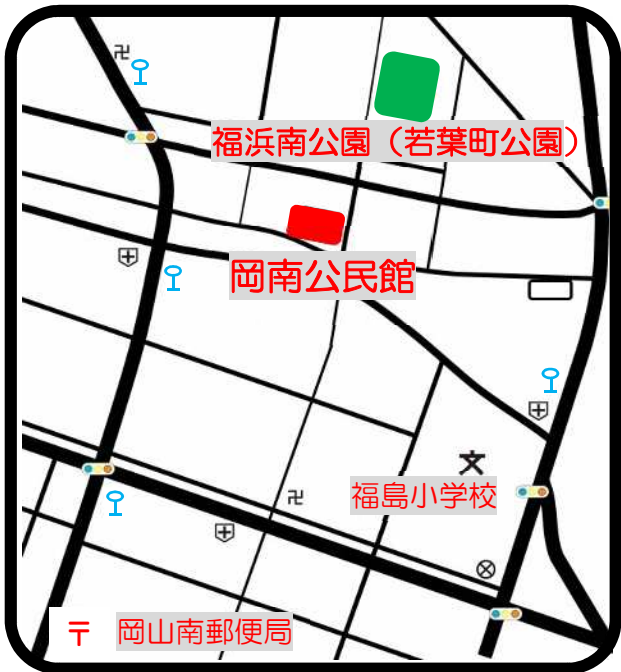 福浜南公園（若葉町公園）
岡南公民館
福島小学校
〒 岡山南郵便局